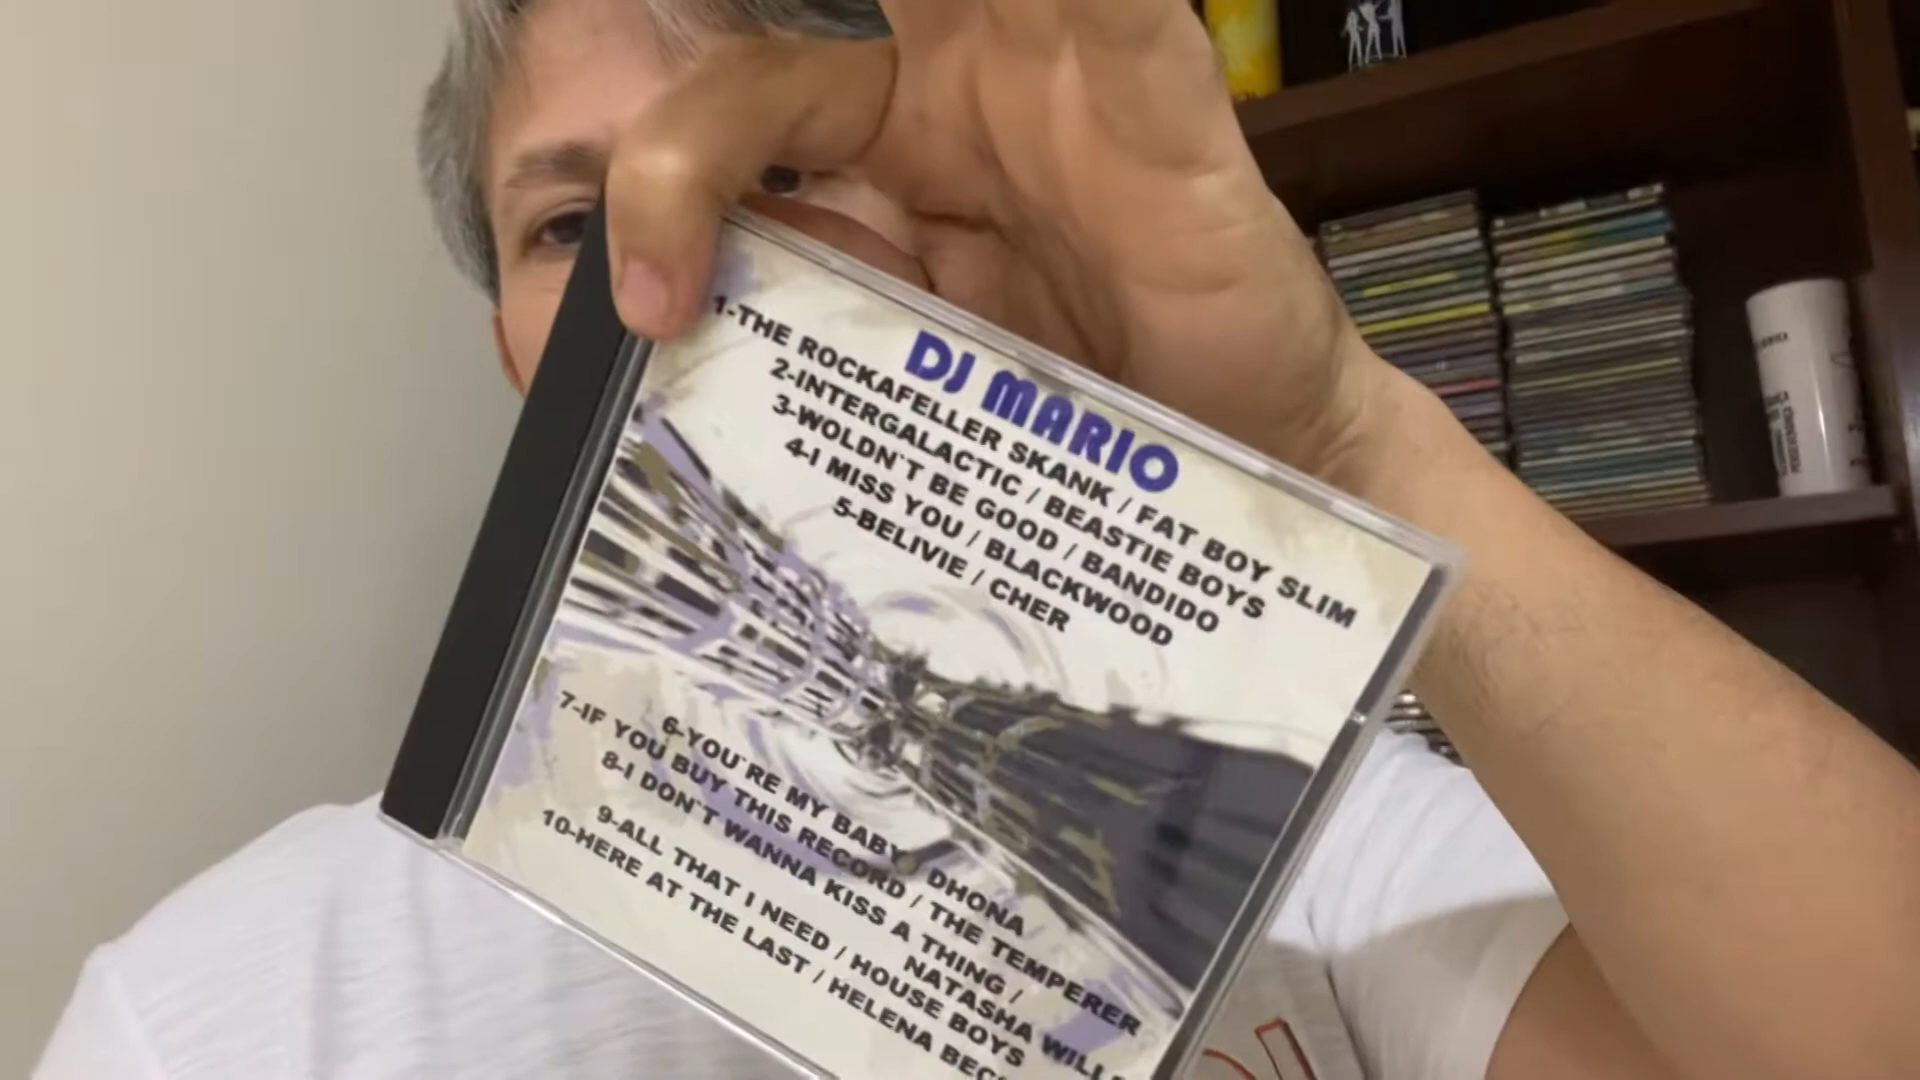 DJ MARIO
1-THE ROCKAFELLER SKANK / FAT BOY SLIM
2-INTERGALACTIC / BEASTIE BOYS
3-WOLDN`T BE GOOD / BANDIDO
4-I MISS YOU / BLACKWOOD
5-BELIVIE / CHER
6-YOU`RE MY BABY DHONA
7-IF YOU BUY THIS RECORD / THE TEMPERER
8-I DON`T WANNA KISS A THING /
NATASHA
9-ALL THAT I NEED / HOUSE BOYS
10-HERE AT THE LAST / HELENA